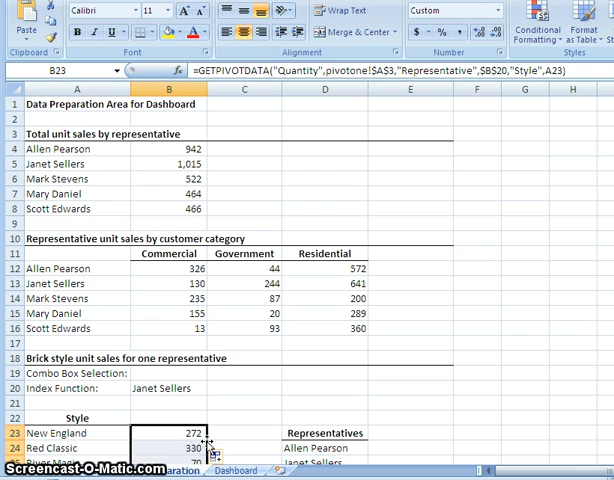 Calibri 11 A A Wrap Text Custom
Paste B I U A Merge & Center $ % , Conditional Formatting Format as Table
Clipboard Font Alignment Number Styles
B23 fx =GETPIVOTDATA("Quantity",pivotone!$A$3,"Representative",$B$20,"Style",A23)
A B C D E F G H
1 Data Preparation Area for Dashboard
2
3 Total unit sales by representative
4 Allen Pearson 942
5 Janet Sellers 1,015
6 Mark Stevens 522
7 Mary Daniel 464
8 Scott Edwards 466
9
10 Representative unit sales by customer category
11 Commercial Government Residential
12 Allen Pearson 326 44 572
13 Janet Sellers 130 244 641
14 Mark Stevens 235 87 200
15 Mary Daniel 155 20 289
16 Scott Edwards 13 93 360
17
18 Brick style unit sales for one representative
19 Combo Box Selection:
20 Index Function: Janet Sellers
21
22 Style
23 New England 272 Representatives
24 Red Classic 330 Allen Pearson
25 River Magic 70 Janet Sellers
Screencast-O-Matic.com Dashboard